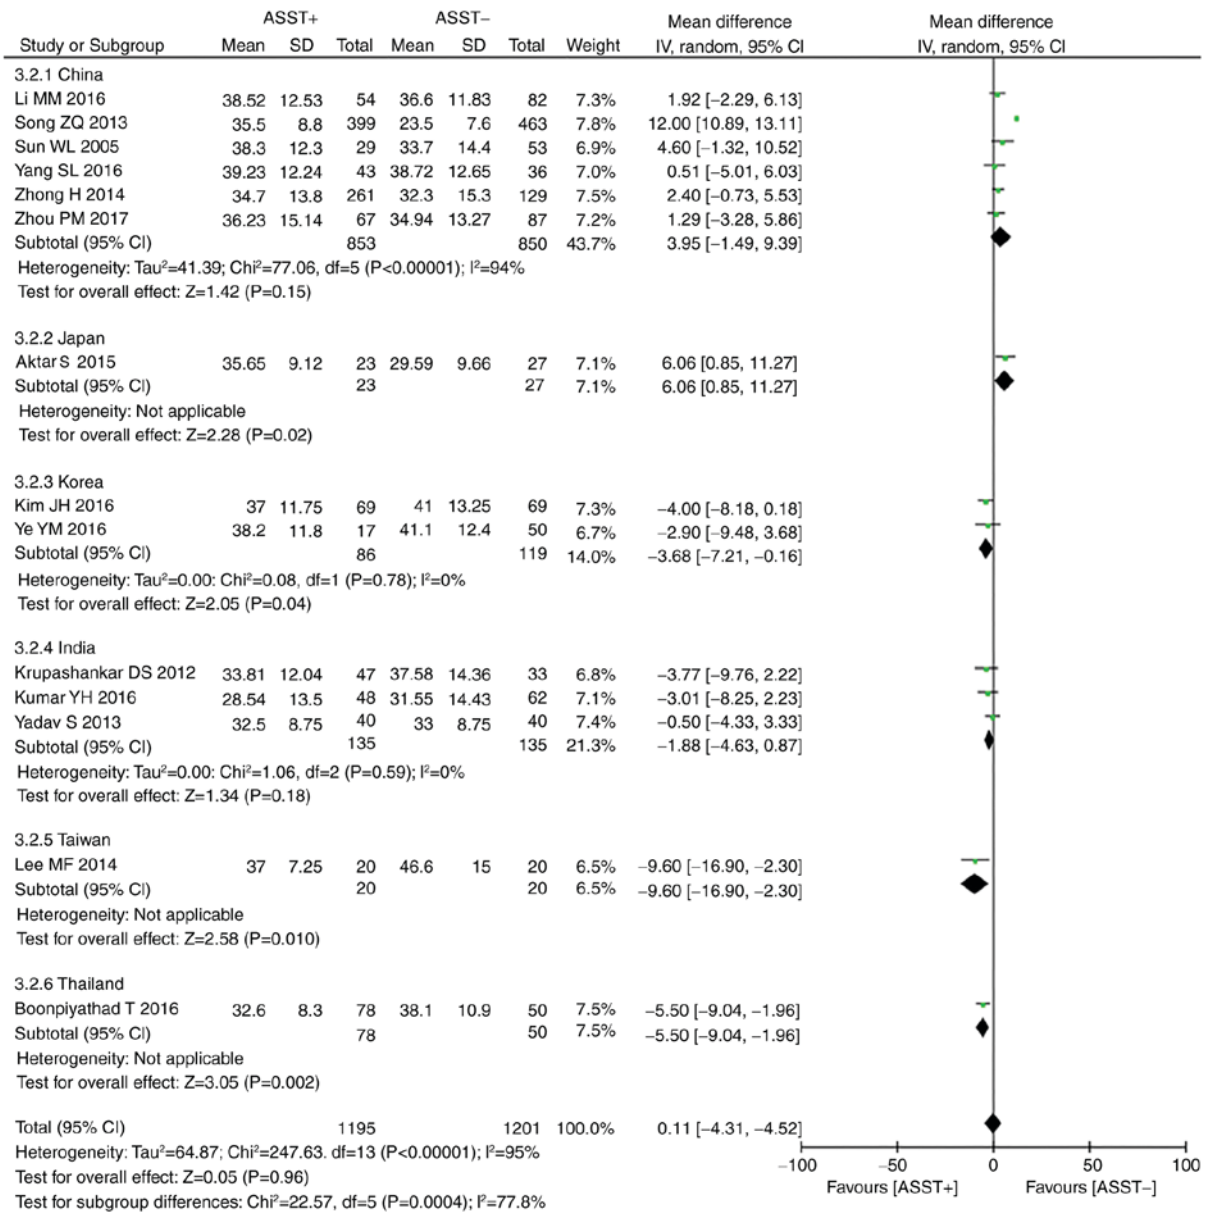 ASST+ ASST– Mean difference Mean difference
Study or Subgroup Mean SD Total Mean SD Total Weight IV, random, 95% CI IV, random, 95% CI
3.2.1 China
Li MM 2016 38.52 12.53 54 36.6 11.83 82 7.3% 1.92 [–2.29, 6.13]
Song ZQ 2013 35.5 8.8 399 23.5 7.6 463 7.8% 12.00 [10.89, 13.11]
Sun WL 2005 38.3 12.3 29 33.7 14.4 53 6.9% 4.60 [–1.32, 10.52]
Yang SL 2016 39.23 12.24 43 38.72 12.65 36 7.0% 0.51 [–5.01, 6.03]
Zhong H 2014 34.7 13.8 261 32.3 15.3 129 7.5% 2.40 [–0.73, 5.53]
Zhou PM 2017 36.23 15.14 67 34.94 13.27 87 7.2% 1.29 [–3.28, 5.86]
Subtotal (95% CI) 853 850 43.7% 3.95 [–1.49, 9.39]
Heterogeneity: Tau²=41.39; Chi²=77.06, df=5 (P<0.00001); I²=94%
Test for overall effect: Z=1.42 (P=0.15)
3.2.2 Japan
Aktar S 2015 35.65 9.12 23 29.59 9.66 27 7.1% 6.06 [0.85, 11.27]
Subtotal (95% CI) 23 27 7.1% 6.06 [0.85, 11.27]
Heterogeneity: Not applicable
Test for overall effect: Z=2.28 (P=0.02)
3.2.3 Korea
Kim JH 2016 37 11.75 69 41 13.25 69 7.3% –4.00 [–8.18, 0.18]
Ye YM 2016 38.2 11.8 17 41.1 12.4 50 6.7% –2.90 [–9.48, 3.68]
Subtotal (95% CI) 86 119 14.0% –3.68 [–7.21, –0.16]
Heterogeneity: Tau²=0.00: Chi²=0.08, df=1 (P=0.78); I²=0%
Test for overall effect: Z=2.05 (P=0.04)
3.2.4 India
Krupashankar DS 2012 33.81 12.04 47 37.58 14.36 33 6.8% –3.77 [–9.76, 2.22]
Kumar YH 2016 28.54 13.5 48 31.55 14.43 62 7.1% –3.01 [–8.25, 2.23]
Yadav S 2013 32.5 8.75 40 33 8.75 40 7.4% –0.50 [–4.33, 3.33]
Subtotal (95% CI) 135 135 21.3% –1.88 [–4.63, 0.87]
Heterogeneity: Tau²=0.00: Chi²=1.06, df=2 (P=0.59); I²=0%
Test for overall effect: Z=1.34 (P=0.18)
3.2.5 Taiwan
Lee MF 2014 37 7.25 20 46.6 15 20 6.5% –9.60 [–16.90, –2.30]
Subtotal (95% CI) 20 20 6.5% –9.60 [–16.90, –2.30]
Heterogeneity: Not applicable
Test for overall effect: Z=2.58 (P=0.010)
3.2.6 Thailand
Boonpiyathad T 2016 32.6 8.3 78 38.1 10.9 50 7.5% –5.50 [–9.04, –1.96]
Subtotal (95% CI) 78 50 7.5% –5.50 [–9.04, –1.96]
Heterogeneity: Not applicable
Test for overall effect: Z=3.05 (P=0.002)
Total (95% CI) 1195 1201 100.0% 0.11 [–4.31, –4.52]
Heterogeneity: Tau²=64.87; Chi²=247.63. df=13 (P<0.00001); I²=95%
–100 –50 0 50 100
Test for overall effect: Z=0.05 (P=0.96)
Favours [ASST+] Favours [ASST–]
Test for subgroup differences: Chi²=22.57, df=5 (P=0.0004); I²=77.8%